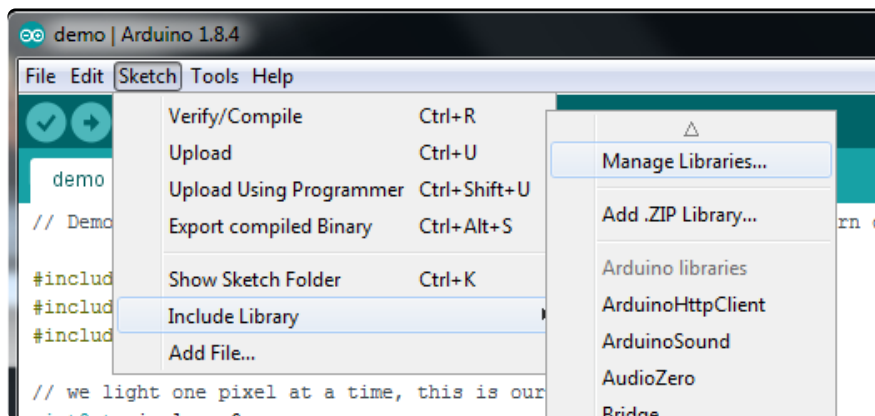 demo | Arduino 1.8.4
File Edit Sketch Tools Help
Verify/Compile Ctrl+R
Upload Ctrl+U
Upload Using Programmer Ctrl+Shift+U
Export compiled Binary Ctrl+Alt+S
Show Sketch Folder Ctrl+K
Include Library
Add File...
Manage Libraries...
Add .ZIP Library...
Arduino libraries
ArduinoHttpClient
ArduinoSound
AudioZero
Bridge
demo
// Demo
#includ
#includ
#includ
// we light one pixel at a time, this is our